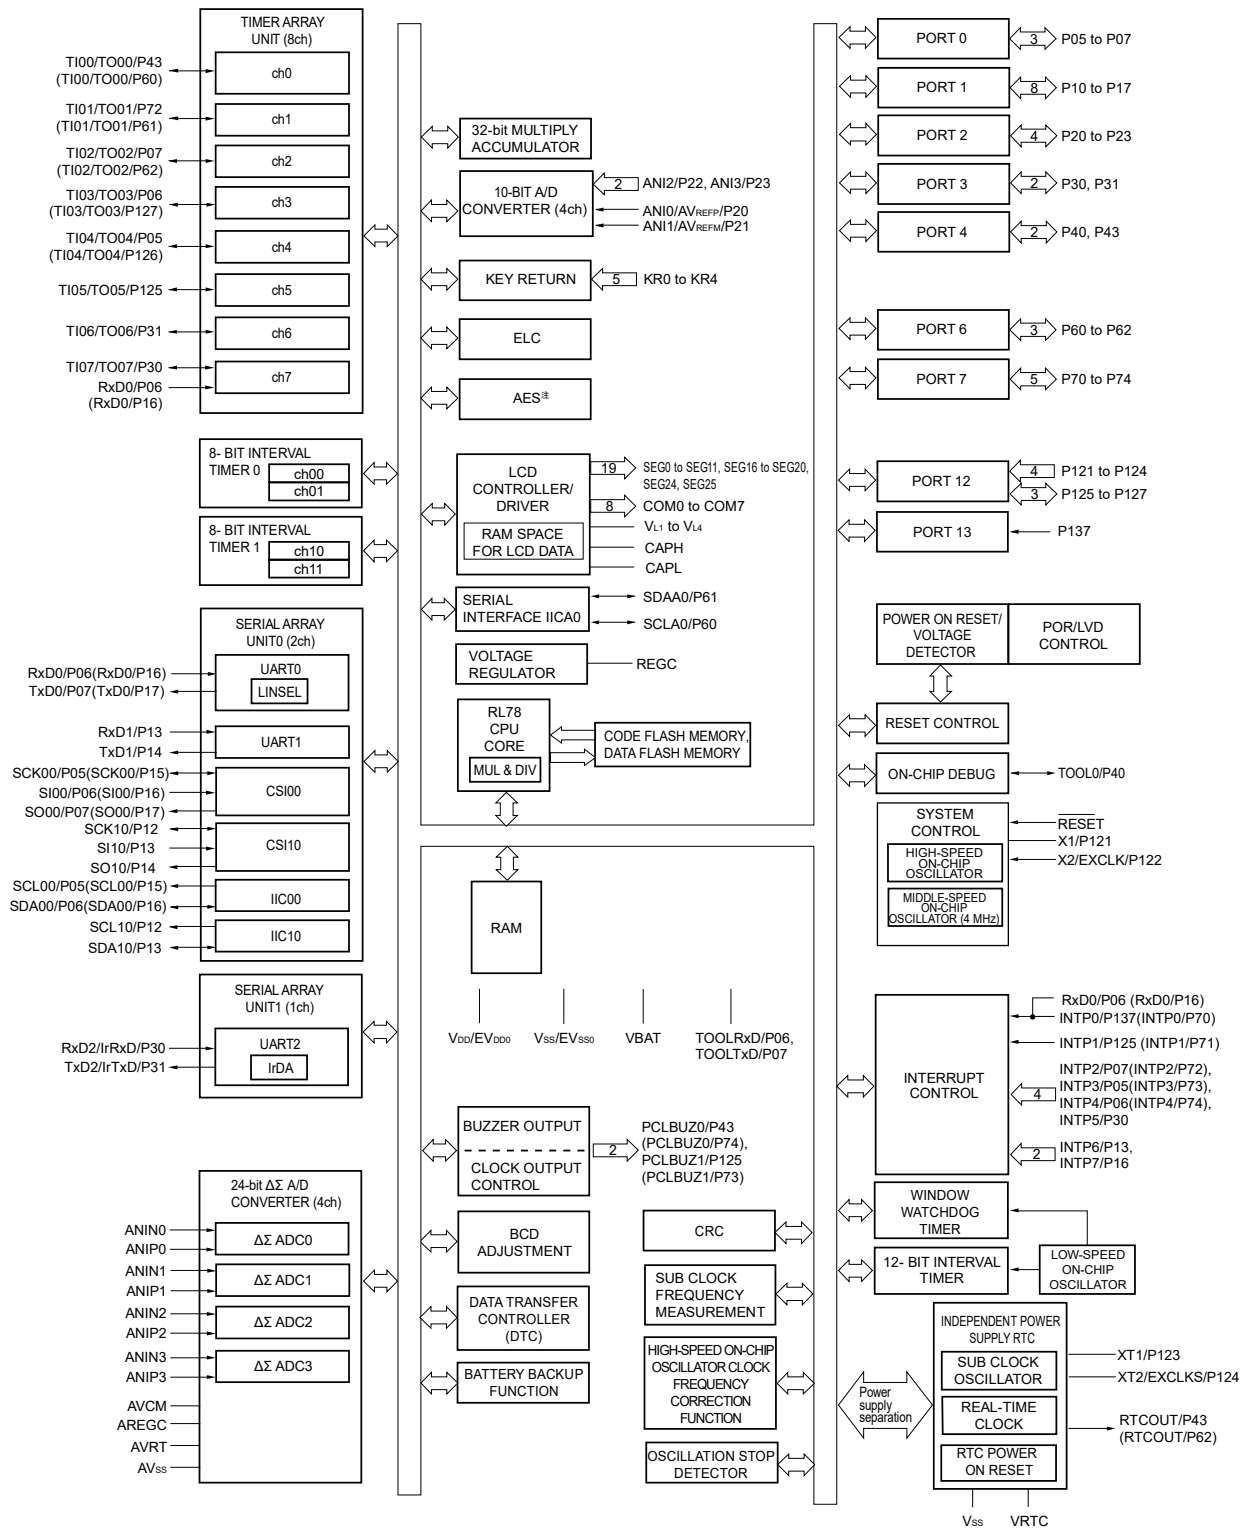 TIMER ARRAY
UNIT (8ch)
TI00/TO00/P43
(TI00/TO00/P60)
ch0
TI01/TO01/P72
(TI01/TO01/P61)
ch1
TI02/TO02/P07
(TI02/TO02/P62)
ch2
TI03/TO03/P06
(TI03/TO03/P127)
ch3
TI04/TO04/P05
(TI04/TO04/P126)
ch4
TI05/TO05/P125
ch5
TI06/TO06/P31
ch6
TI07/TO07/P30
RxD0/P06
(RxD0/P16)
ch7
8- BIT INTERVAL
TIMER 0
ch00
ch01
8- BIT INTERVAL
TIMER 1
ch10
ch11
SERIAL ARRAY
UNIT0 (2ch)
RxD0/P06(RxD0/P16)
TxD0/P07(TxD0/P17)
UART0
LINSEL
RxD1/P13
TxD1/P14
UART1
SCK00/P05(SCK00/P15)
SI00/P06(SI00/P16)
SO00/P07(SO00/P17)
CSI00
SCK10/P12
SI10/P13
SO10/P14
CSI10
SCL00/P05(SCL00/P15)
SDA00/P06(SDA00/P16)
IIC00
SCL10/P12
SDA10/P13
IIC10
SERIAL ARRAY
UNIT1 (1ch)
RxD2/IrRxD/P30
TxD2/IrTxD/P31
UART2
IrDA
24-bit ΔΣ A/D
CONVERTER (4ch)
ANIN0
ANIP0
ΔΣ ADC0
ANIN1
ANIP1
ΔΣ ADC1
ANIN2
ANIP2
ΔΣ ADC2
ANIN3
ANIP3
ΔΣ ADC3
AVCM
AREGC
AVRT
AVss
32-bit MULTIPLY
ACCUMULATOR
10-BIT A/D
CONVERTER (4ch)
2
ANI2/P22, ANI3/P23
ANI0/AVREFP/P20
ANI1/AVREFM/P21
KEY RETURN
5
KR0 to KR4
ELC
AES注
LCD
CONTROLLER/
DRIVER
RAM SPACE
FOR LCD DATA
19
SEG0 to SEG11, SEG16 to SEG20,
SEG24, SEG25
8
COM0 to COM7
VL1 to VL4
CAPH
CAPL
SERIAL
INTERFACE IICA0
SDAA0/P61
SCLA0/P60
VOLTAGE
REGULATOR
REGC
RL78
CPU
CORE
MUL & DIV
CODE FLASH MEMORY,
DATA FLASH MEMORY
RAM
VDD/EVDD0
Vss/EVss0
VBAT
TOOLRxD/P06,
TOOLTxD/P07
BUZZER OUTPUT
CLOCK OUTPUT
CONTROL
2
PCLBUZ0/P43
(PCLBUZ0/P74),
PCLBUZ1/P125
(PCLBUZ1/P73)
BCD
ADJUSTMENT
DATA TRANSFER
CONTROLLER
(DTC)
BATTERY BACKUP
FUNCTION
CRC
SUB CLOCK
FREQUENCY
MEASUREMENT
HIGH-SPEED ON-CHIP
OSCILLATOR CLOCK
FREQUENCY
CORRECTION
FUNCTION
OSCILLATION STOP
DETECTOR
PORT 0
3
P05 to P07
PORT 1
8
P10 to P17
PORT 2
4
P20 to P23
PORT 3
2
P30, P31
PORT 4
2
P40, P43
PORT 6
3
P60 to P62
PORT 7
5
P70 to P74
PORT 12
4
P121 to P124
3
P125 to P127
PORT 13
P137
POWER ON RESET/
VOLTAGE
DETECTOR
POR/LVD
CONTROL
RESET CONTROL
ON-CHIP DEBUG
TOOL0/P40
SYSTEM
CONTROL
HIGH-SPEED
ON-CHIP
OSCILLATOR
MIDDLE-SPEED
ON-CHIP
OSCILLATOR (4 MHz)
RESET
X1/P121
X2/EXCLK/P122
INTERRUPT
CONTROL
RxD0/P06 (RxD0/P16)
INTP0/P137(INTP0/P70)
INTP1/P125 (INTP1/P71)
4
INTP2/P07(INTP2/P72),
INTP3/P05(INTP3/P73),
INTP4/P06(INTP4/P74),
INTP5/P30
2
INTP6/P13,
INTP7/P16
WINDOW
WATCHDOG
TIMER
12- BIT INTERVAL
TIMER
LOW-SPEED
ON-CHIP
OSCILLATOR
Power
supply
separation
INDEPENDENT POWER
SUPPLY RTC
SUB CLOCK
OSCILLATOR
REAL-TIME
CLOCK
RTC POWER
ON RESET
XT1/P123
XT2/EXCLKS/P124
RTCOUT/P43
(RTCOUT/P62)
Vss
VRTC